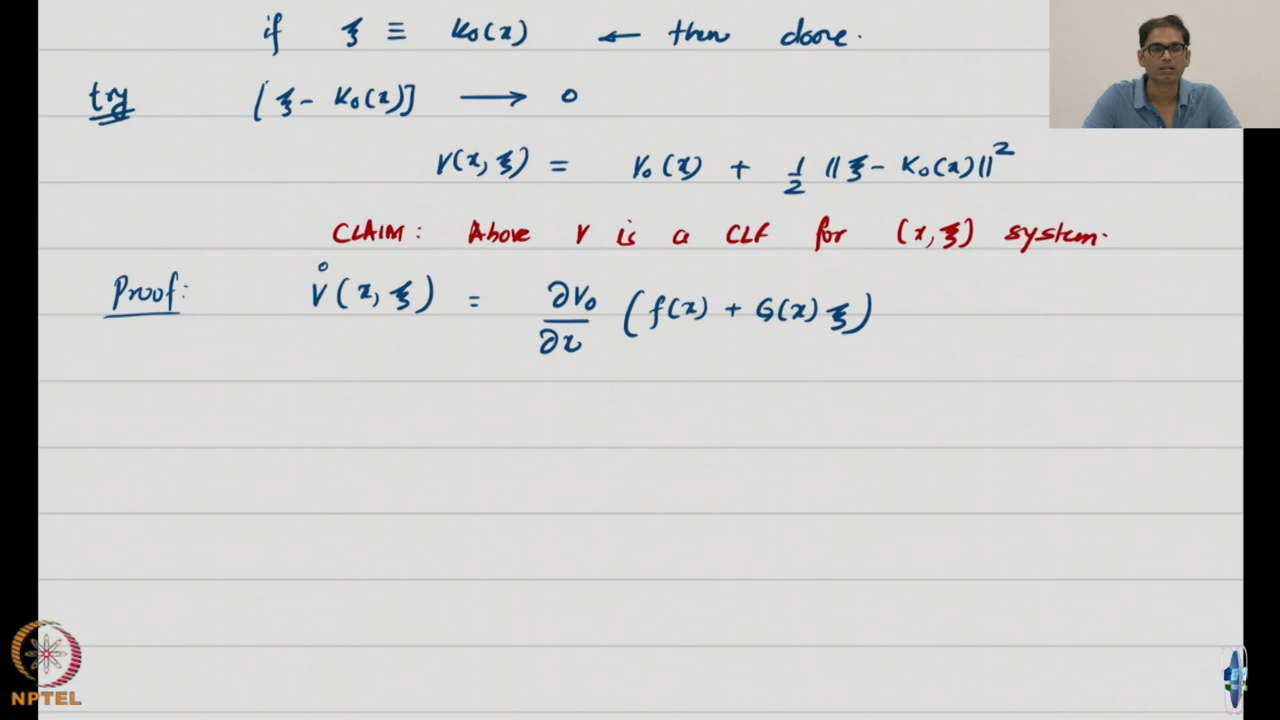 if ξ ≡ K₀(x) ← then done.
try [ξ - K₀(x)] → 0
V(x, ξ) = V₀(x) + 1/2 ||ξ - K₀(x)||²
CLAIM: Above V is a CLF for (x, ξ) system.
Proof: V̇(x, ξ) = ∂V₀/∂x (f(x) + G(x) ξ)
NPTEL